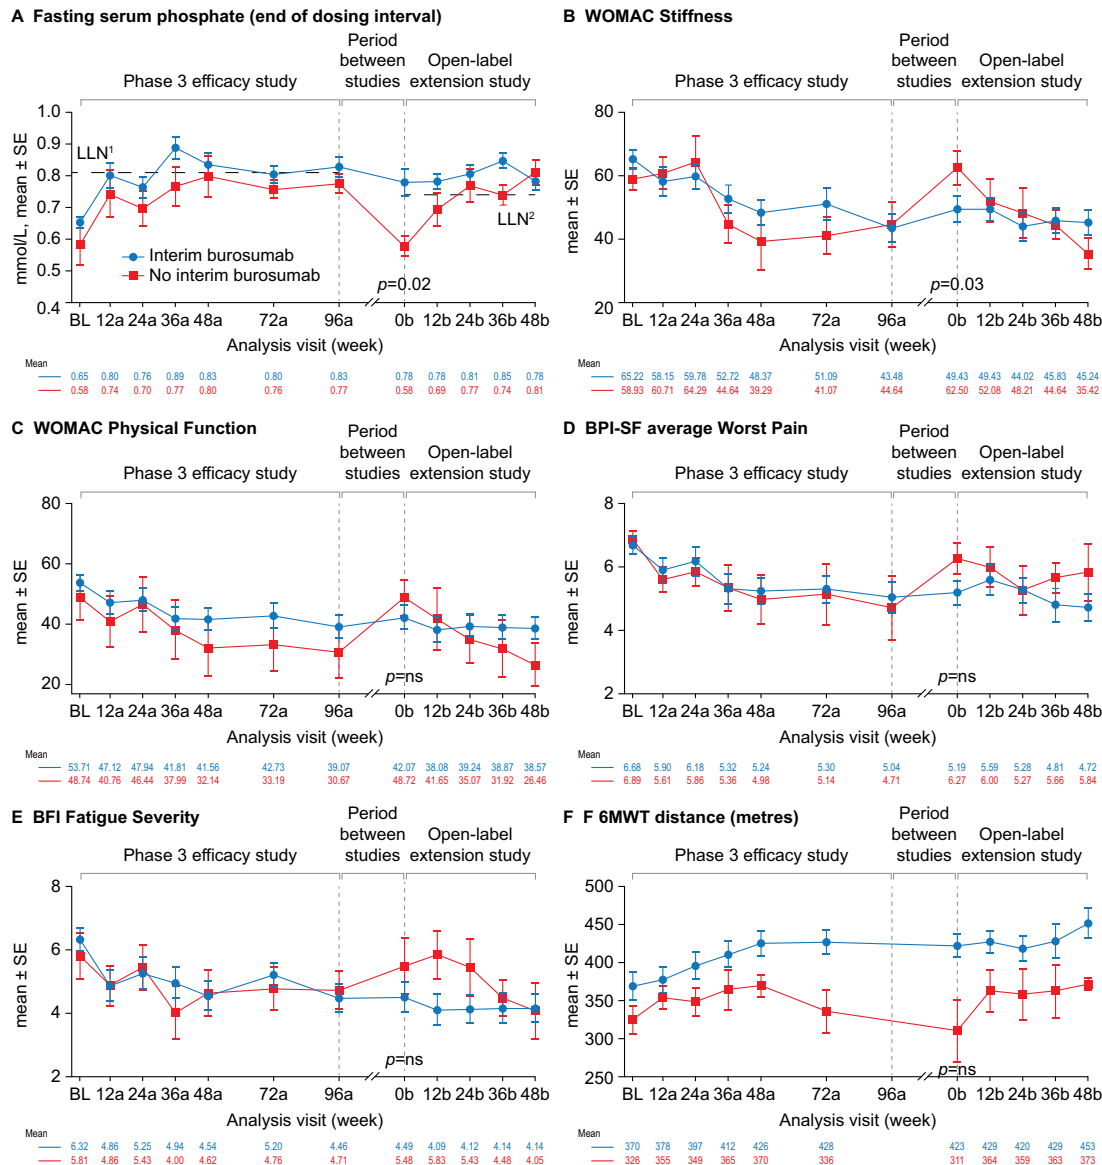 A Fasting serum phosphate (end of dosing interval)
Phase 3 efficacy study
Period
between
studies
Open-label
extension study
mmol/L, mean ± SE
1.0
0.9
0.8
0.7
0.6
0.5
0.4
LLN1
LLN2
Interim burosumab
No interim burosumab
p=0.02
BL 12a 24a 36a 48a 72a 96a 0b 12b 24b 36b 48b
Analysis visit (week)
Mean
0.65 0.80 0.76 0.89 0.83 0.80 0.83 0.78 0.78 0.81 0.85 0.78
0.58 0.74 0.70 0.77 0.80 0.76 0.77 0.58 0.69 0.77 0.74 0.81
B WOMAC Stiffness
Phase 3 efficacy study
Period
between
studies
Open-label
extension study
mean ± SE
80
60
40
20
p=0.03
BL 12a 24a 36a 48a 72a 96a 0b 12b 24b 36b 48b
Analysis visit (week)
Mean
65.22 58.15 59.78 52.72 48.37 51.09 43.48 49.43 49.43 44.02 45.83 45.24
58.93 60.71 64.29 44.64 39.29 41.07 44.64 62.50 52.08 48.21 44.64 35.42
C WOMAC Physical Function
Phase 3 efficacy study
Period
between
studies
Open-label
extension study
mean ± SE
80
60
40
20
p=ns
BL 12a 24a 36a 48a 72a 96a 0b 12b 24b 36b 48b
Analysis visit (week)
Mean
53.71 47.12 47.94 41.81 41.56 42.73 39.07 42.07 38.08 39.24 38.87 38.57
48.74 40.76 46.44 37.99 32.14 33.19 30.67 48.72 41.65 35.07 31.92 26.46
D BPI-SF average Worst Pain
Phase 3 efficacy study
Period
between
studies
Open-label
extension study
mean ± SE
8
6
4
2
p=ns
BL 12a 24a 36a 48a 72a 96a 0b 12b 24b 36b 48b
Analysis visit (week)
Mean
6.68 5.90 6.18 5.32 5.24 5.30 5.04 5.19 5.59 5.28 4.81 4.72
6.89 5.61 5.86 5.36 4.98 5.14 4.71 6.27 6.00 5.27 5.66 5.84
E BFI Fatigue Severity
Phase 3 efficacy study
Period
between
studies
Open-label
extension study
mean ± SE
8
6
4
2
p=ns
BL 12a 24a 36a 48a 72a 96a 0b 12b 24b 36b 48b
Analysis visit (week)
Mean
6.32 4.86 5.25 4.94 4.54 5.20 4.46 4.49 4.09 4.12 4.14 4.14
5.81 4.86 5.43 4.00 4.62 4.76 4.71 5.48 5.83 5.43 4.48 4.05
F F 6MWT distance (metres)
Phase 3 efficacy study
Period
between
studies
Open-label
extension study
mean ± SE
500
450
400
350
300
250
p=ns
BL 12a 24a 36a 48a 72a 96a 0b 12b 24b 36b 48b
Analysis visit (week)
Mean
370 378 397 412 426 428 423 429 420 429 453
326 355 349 365 370 336 311 364 359 363 373